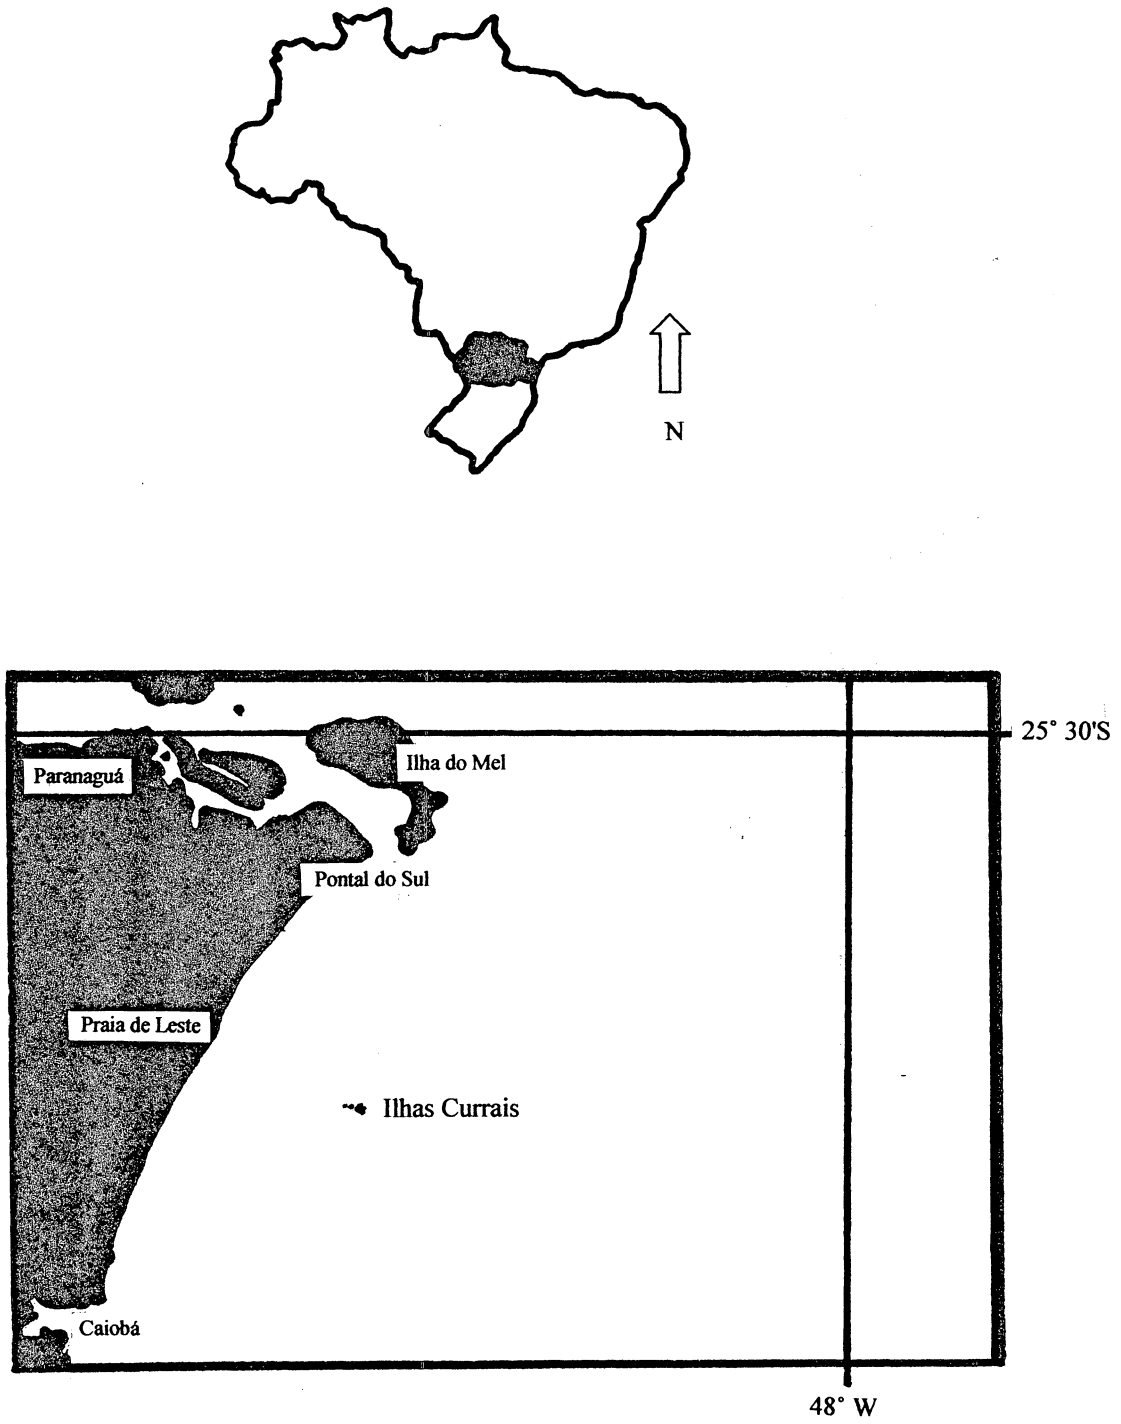 N
25° 30'S
Ilha do Mel
Paranaguá
Pontal do Sul
Praia de Leste
Ilhas Currais
Caiobá
48° W